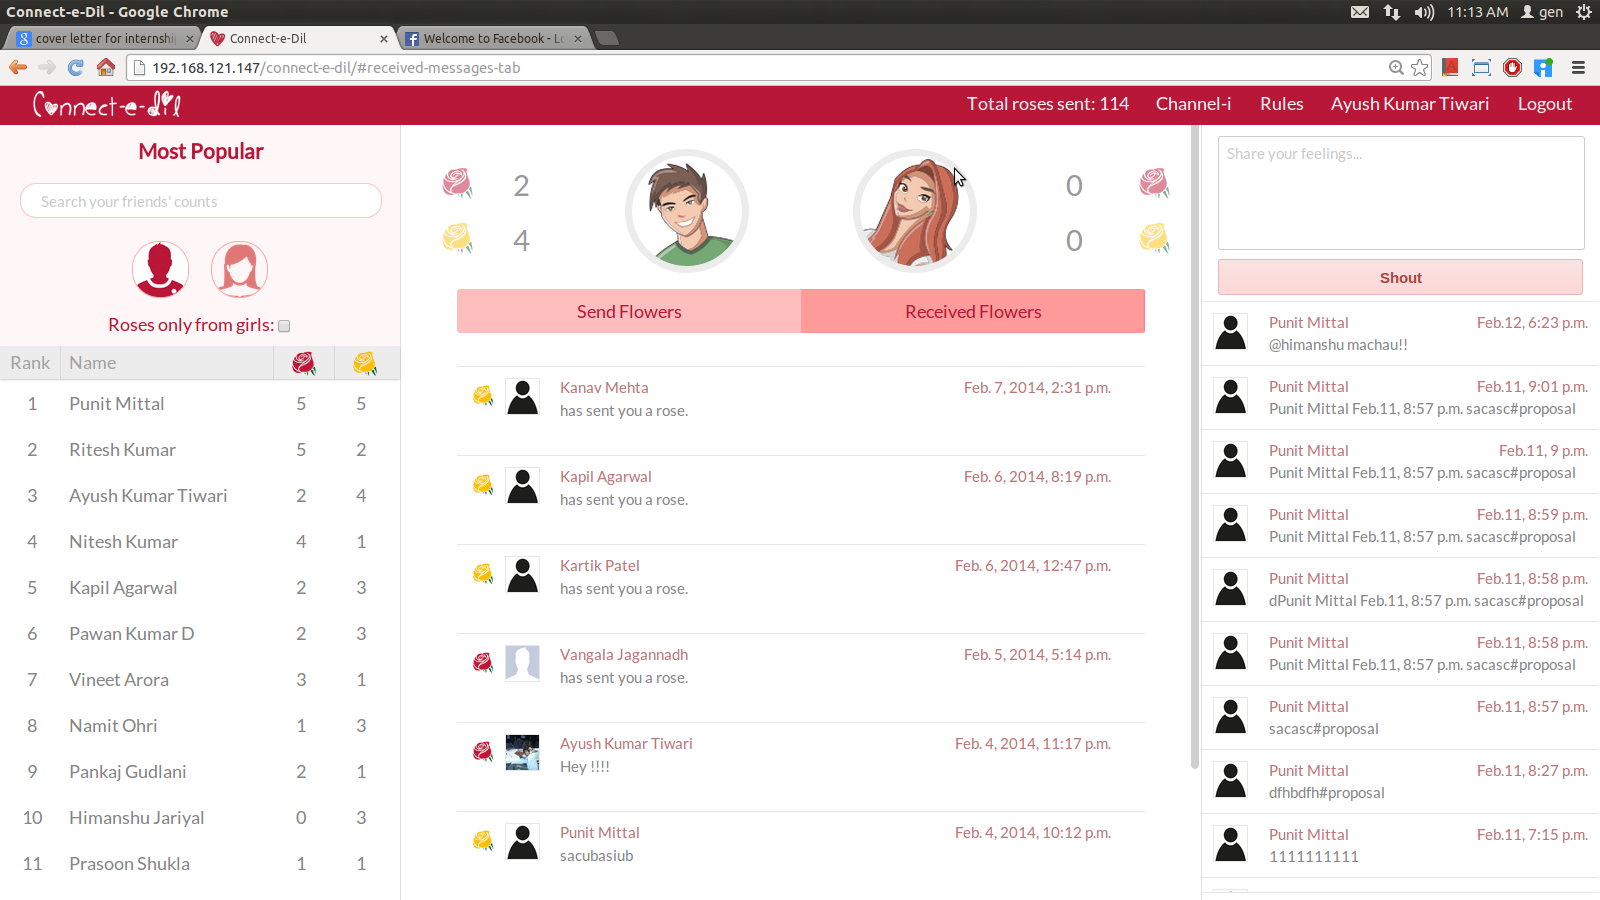 Connect-e-Dil - Google Chrome
11:13 AM gen
cover letter for internship
Connect-e-Dil
Welcome to Facebook - Lo
192.168.121.147/connect-e-dil/#received-messages-tab
Connect-e-dil
Total roses sent: 114 Channel-i Rules Ayush Kumar Tiwari Logout
Most Popular
Search your friends' counts
Roses only from girls:
Rank Name
1 Punit Mittal 5 5
2 Ritesh Kumar 5 2
3 Ayush Kumar Tiwari 2 4
4 Nitesh Kumar 4 1
5 Kapil Agarwal 2 3
6 Pawan Kumar D 2 3
7 Vineet Arora 3 1
8 Namit Ohri 1 3
9 Pankaj Gudlani 2 1
10 Himanshu Jariyal 0 3
11 Prasoon Shukla 1 1
2 0
4 0
Send Flowers Received Flowers
Kanav Mehta Feb. 7, 2014, 2:31 p.m.
has sent you a rose.
Kapil Agarwal Feb. 6, 2014, 8:19 p.m.
has sent you a rose.
Kartik Patel Feb. 6, 2014, 12:47 p.m.
has sent you a rose.
Vangala Jagannadh Feb. 5, 2014, 5:14 p.m.
has sent you a rose.
Ayush Kumar Tiwari Feb. 4, 2014, 11:17 p.m.
Hey !!!!
Punit Mittal Feb. 4, 2014, 10:12 p.m.
sacubasiub
Share your feelings...
Shout
Punit Mittal Feb.12, 6:23 p.m.
@himanshu machau!!
Punit Mittal Feb.11, 9:01 p.m.
Punit Mittal Feb.11, 8:57 p.m. sacasc#proposal
Punit Mittal Feb.11, 9 p.m.
Punit Mittal Feb.11, 8:57 p.m. sacasc#proposal
Punit Mittal Feb.11, 8:59 p.m.
Punit Mittal Feb.11, 8:57 p.m. sacasc#proposal
Punit Mittal Feb.11, 8:58 p.m.
dPunit Mittal Feb.11, 8:57 p.m. sacasc#proposal
Punit Mittal Feb.11, 8:58 p.m.
Punit Mittal Feb.11, 8:57 p.m. sacasc#proposal
Punit Mittal Feb.11, 8:57 p.m.
sacasc#proposal
Punit Mittal Feb.11, 8:27 p.m.
dfhbdfh#proposal
Punit Mittal Feb.11, 7:15 p.m.
1111111111